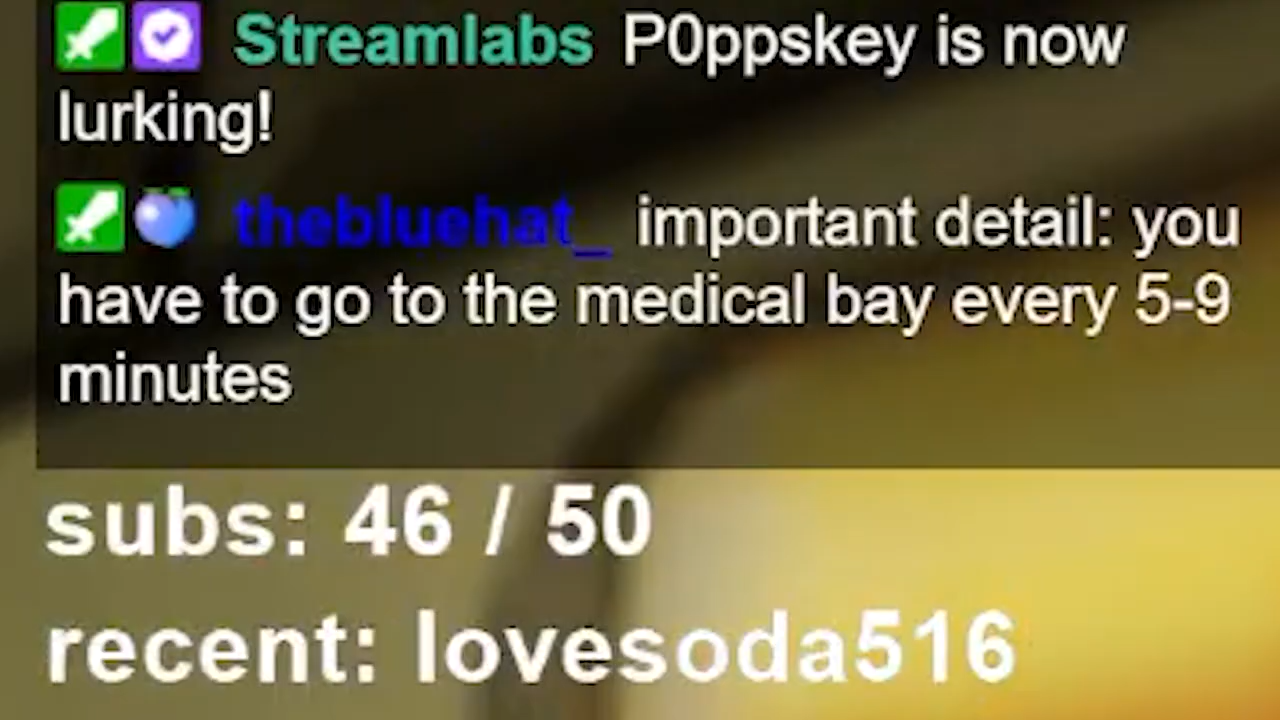 Streamlabs P0ppskey is now
lurking!
thebluehat_ important detail: you
have to go to the medical bay every 5-9
minutes
subs: 46 / 50
recent: lovesoda516